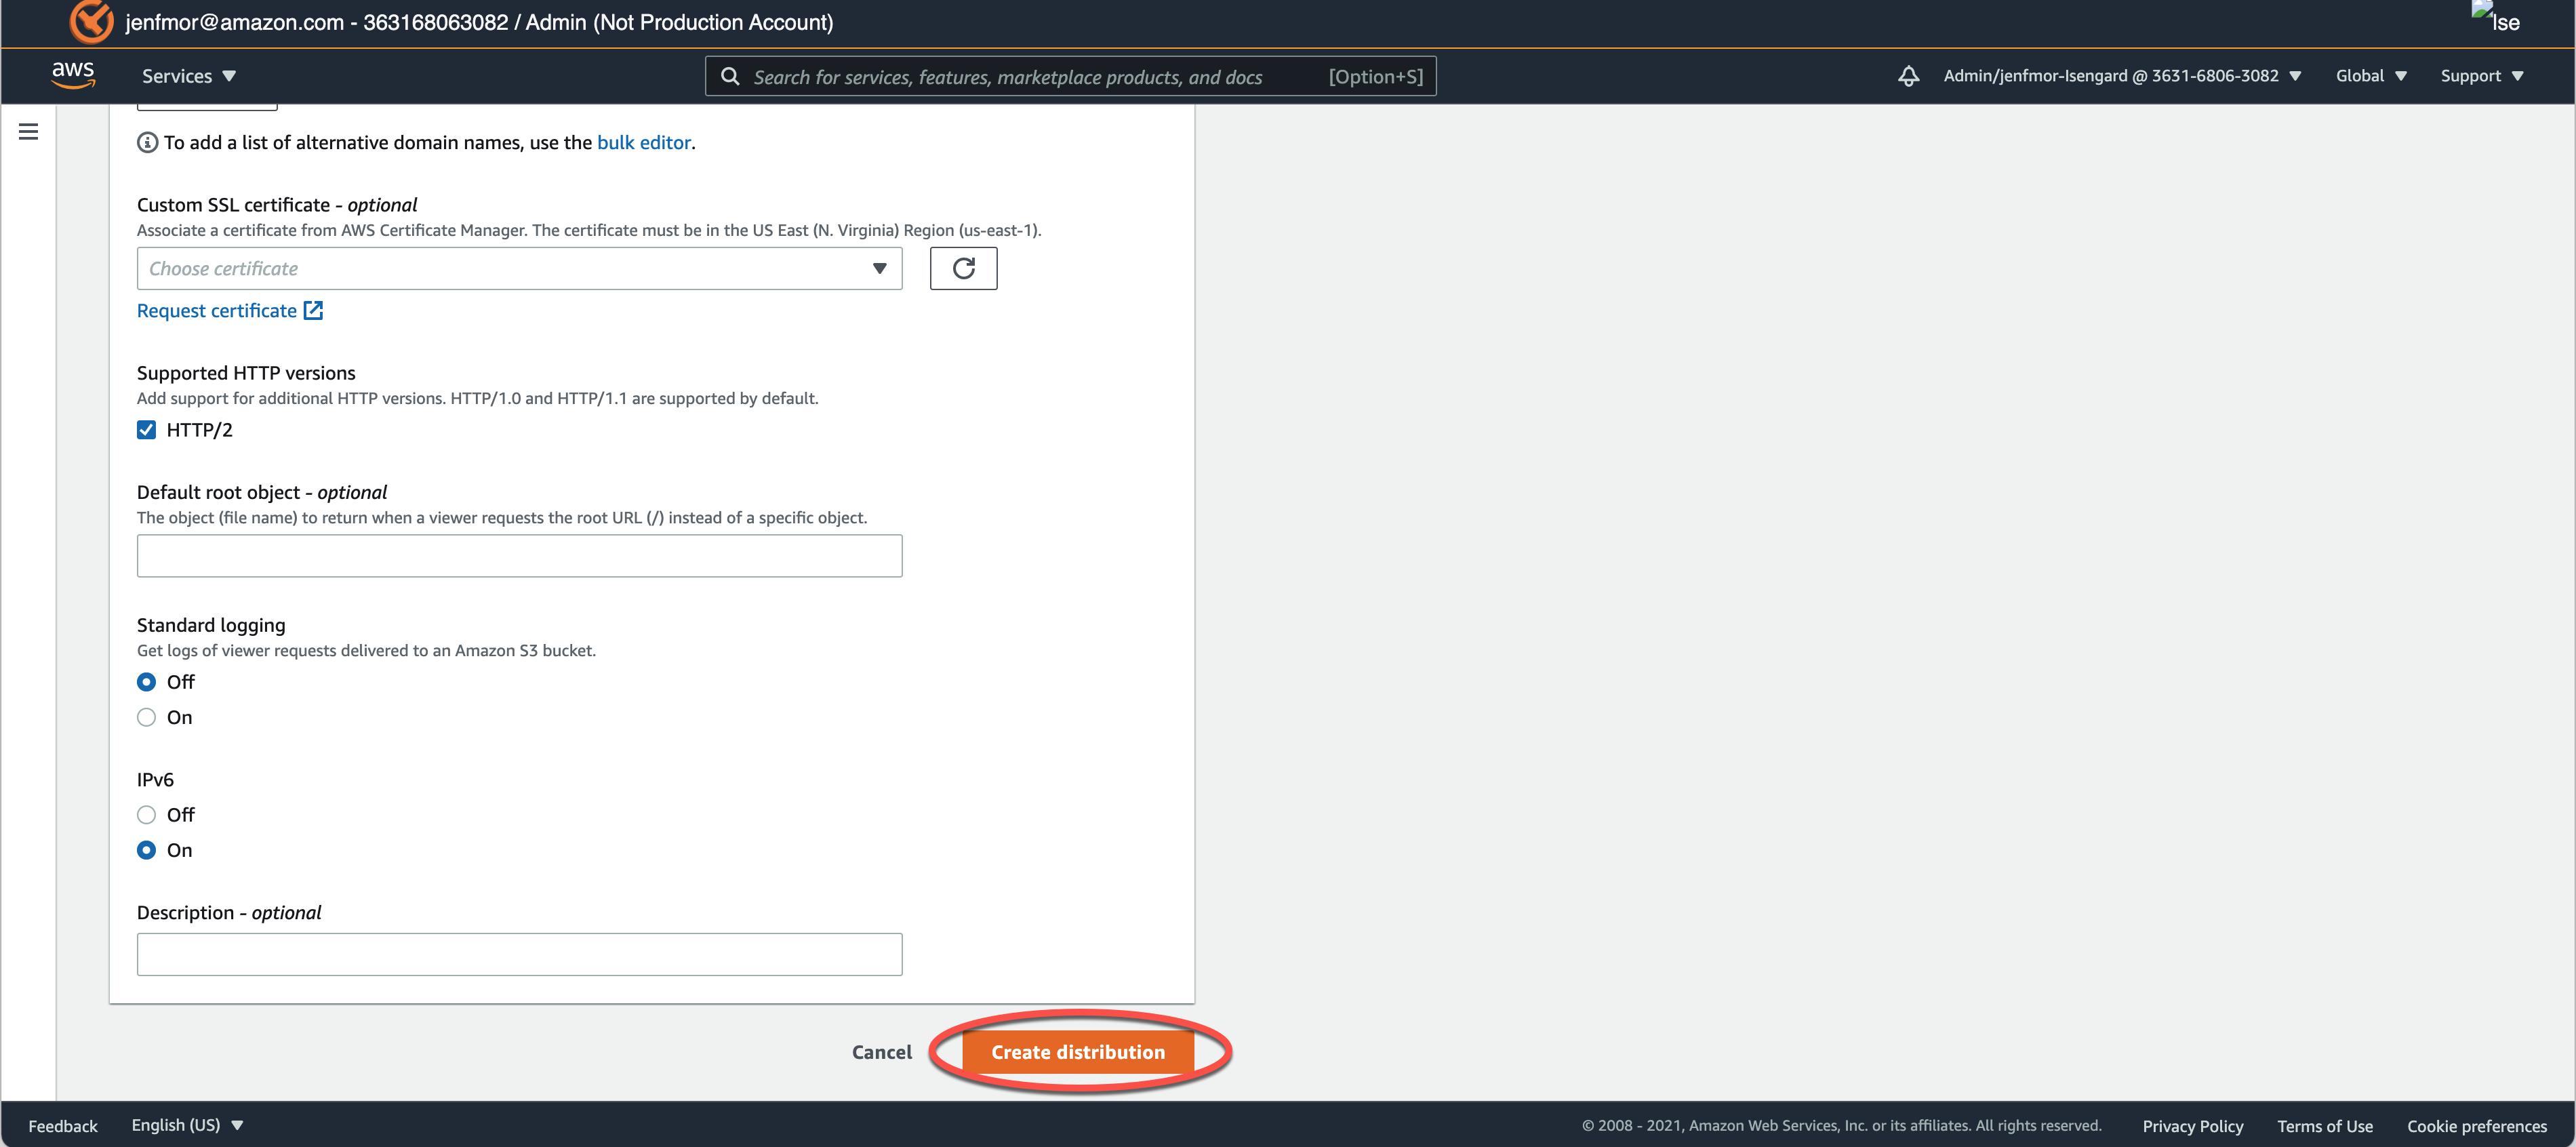 jenfmor@amazon.com - 363168063082 / Admin (Not Production Account)
Ise
aws
Services
Search for services, features, marketplace products, and docs [Option+S]
Admin/jenfmor-Isengard @ 3631-6806-3082
Global
Support
To add a list of alternative domain names, use the bulk editor.
Custom SSL certificate - optional
Associate a certificate from AWS Certificate Manager. The certificate must be in the US East (N. Virginia) Region (us-east-1).
Choose certificate
Request certificate
Supported HTTP versions
Add support for additional HTTP versions. HTTP/1.0 and HTTP/1.1 are supported by default.
HTTP/2
Default root object - optional
The object (file name) to return when a viewer requests the root URL (/) instead of a specific object.
Standard logging
Get logs of viewer requests delivered to an Amazon S3 bucket.
Off
On
IPv6
Off
On
Description - optional
Cancel
Create distribution
Feedback
English (US)
© 2008 - 2021, Amazon Web Services, Inc. or its affiliates. All rights reserved.
Privacy Policy
Terms of Use
Cookie preferences